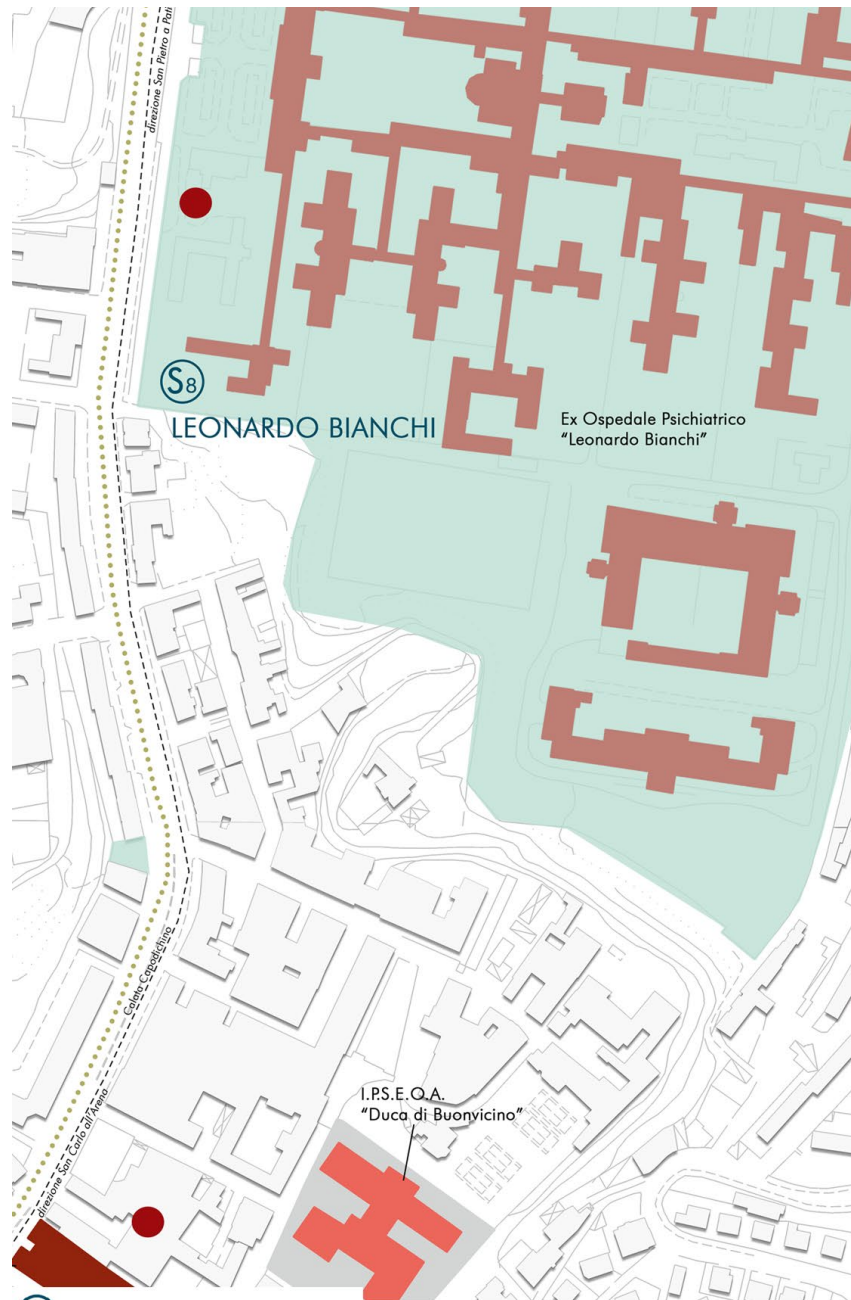 direzione San Pietro a Pati
S8
LEONARDO BIANCHI
Ex Ospedale Psichiatrico
“Leonardo Bianchi”
Calata Capodichino
I.P.S.E.O.A.
“Duca di Buonvicino”
direzione San Carlo all'Arena